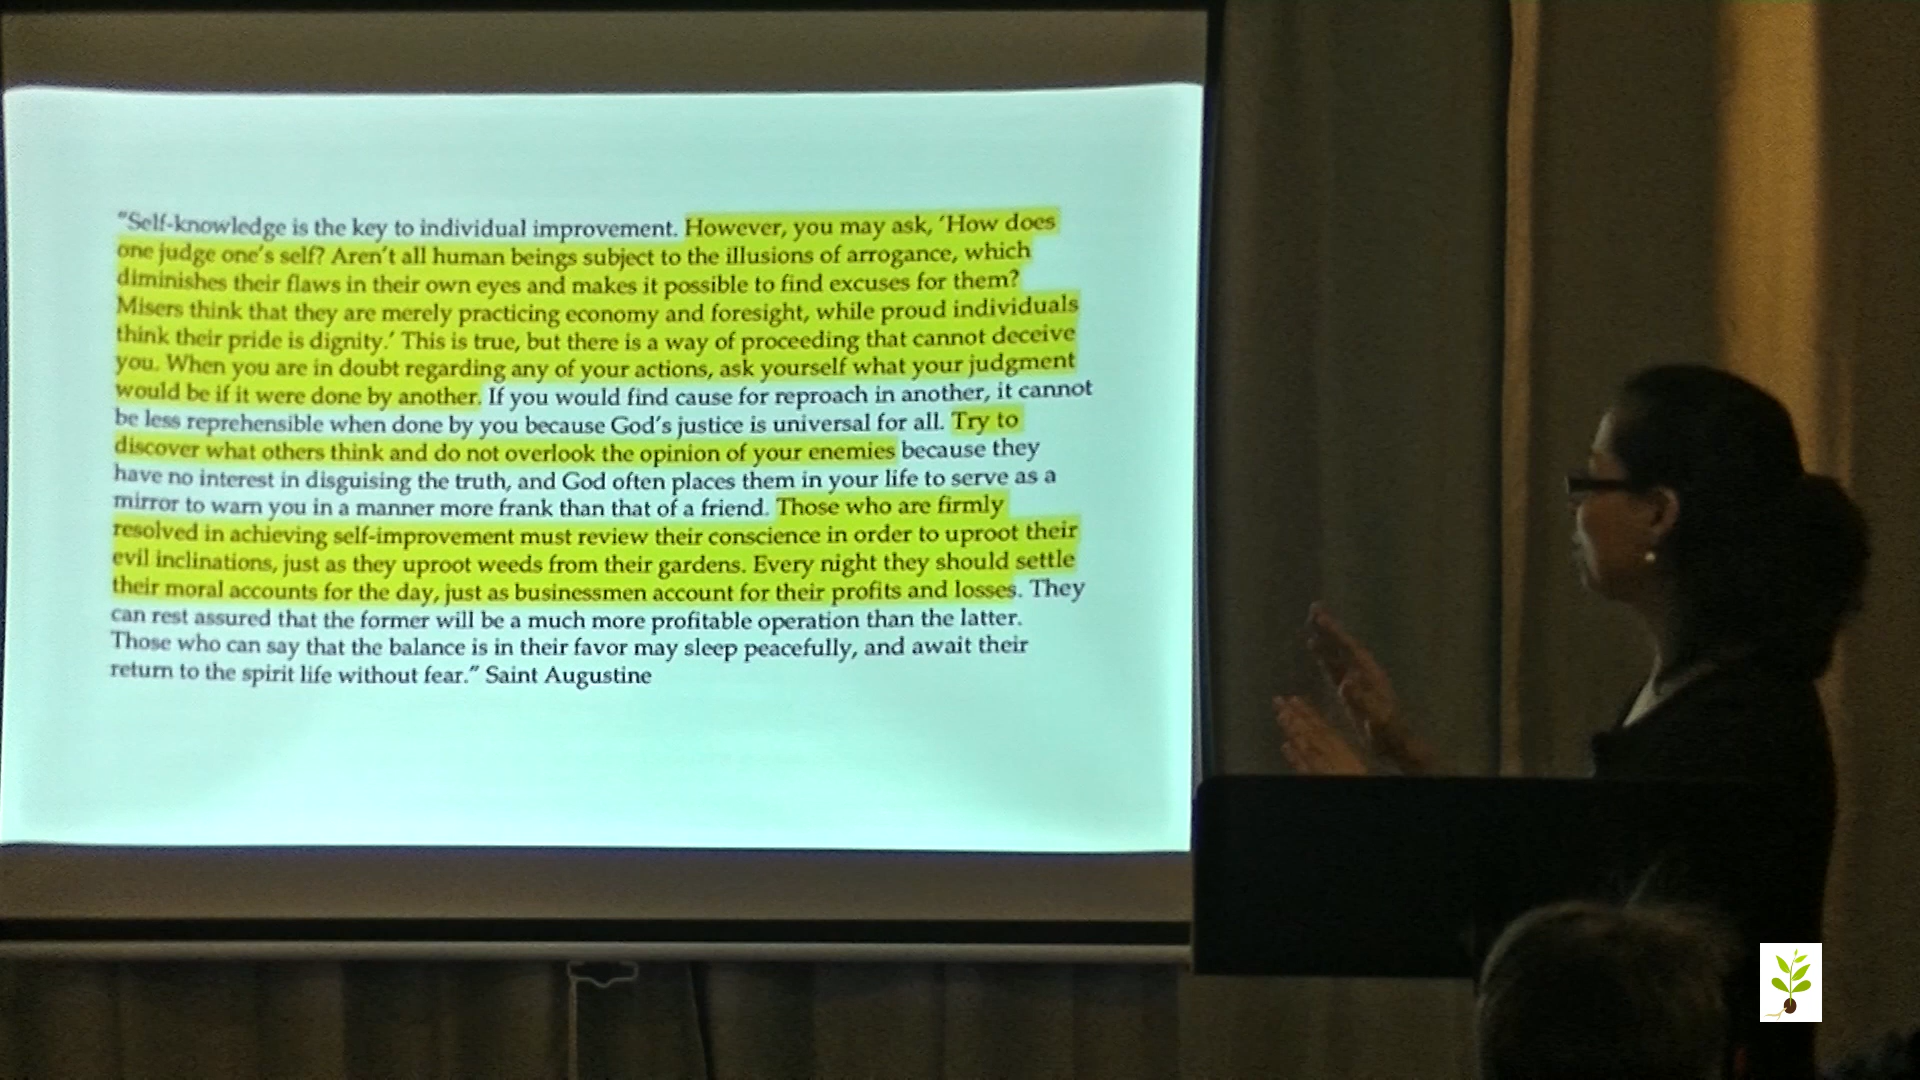 "Self-knowledge is the key to individual improvement. However, you may ask, 'How does
one judge one's self? Aren't all human beings subject to the illusions of arrogance, which
diminishes their flaws in their own eyes and makes it possible to find excuses for them?
Misers think that they are merely practicing economy and foresight, while proud individuals
think their pride is dignity.' This is true, but there is a way of proceeding that cannot deceive
you. When you are in doubt regarding any of your actions, ask yourself what your judgment
would be if it were done by another. If you would find cause for reproach in another, it cannot
be less reprehensible when done by you because God's justice is universal for all. Try to
discover what others think and do not overlook the opinion of your enemies because they
have no interest in disguising the truth, and God often places them in your life to serve as a
mirror to warn you in a manner more frank than that of a friend. Those who are firmly
resolved in achieving self-improvement must review their conscience in order to uproot their
evil inclinations, just as they uproot weeds from their gardens. Every night they should settle
their moral accounts for the day, just as businessmen account for their profits and losses. They
can rest assured that the former will be a much more profitable operation than the latter.
Those who can say that the balance is in their favor may sleep peacefully, and await their
return to the spirit life without fear." Saint Augustine